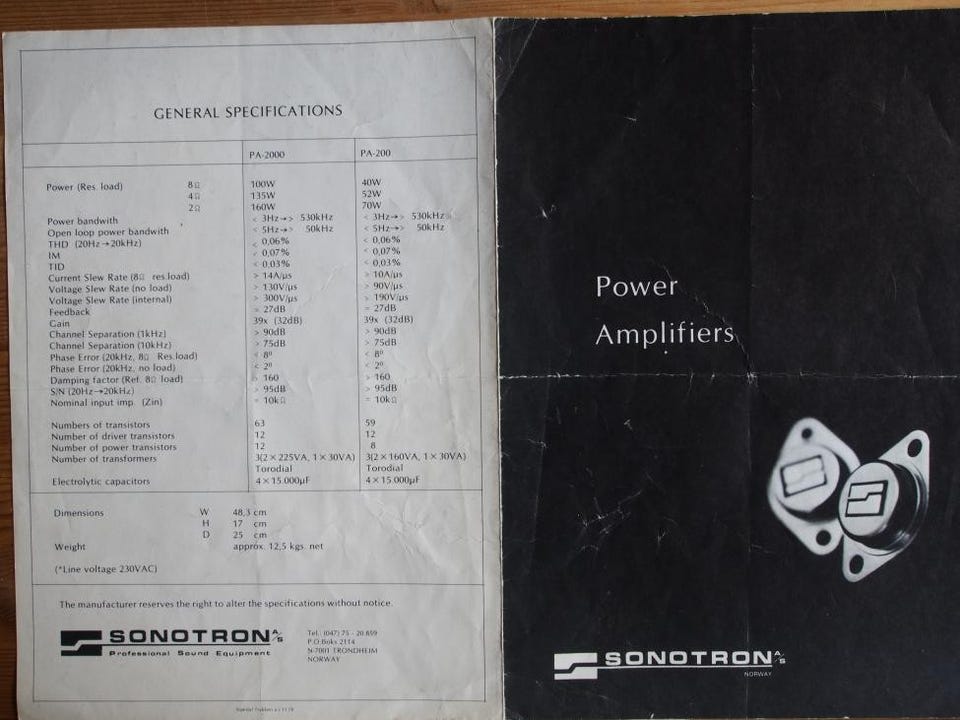 GENERAL SPECIFICATIONS
PA-2000 PA-200
Power (Res. load) 8Ω 100W 40W
4Ω 135W 52W
2Ω 160W 70W
Power bandwith < 3Hz→> 530kHz < 3Hz→> 530kHz
Open loop power bandwith < 5Hz→> 50kHz < 5Hz→> 50kHz
THD (20Hz→20kHz) < 0,06% < 0,06%
IM < 0,07% < 0,07%
TID < 0,03% < 0,03%
Current Slew Rate (8Ω res.load) > 14A/µs > 10A/µs
Voltage Slew Rate (no load) > 130V/µs > 90V/µs
Voltage Slew Rate (internal) > 300V/µs > 190V/µs
Feedback = 27dB = 27dB
Gain 39x (32dB) 39x (32dB)
Channel Separation (1kHz) > 90dB > 90dB
Channel Separation (10kHz) > 75dB > 75dB
Phase Error (20kHz, 8Ω Res.load) < 8º < 8º
Phase Error (20kHz, no load) < 2º < 2º
Damping factor (Ref. 8Ω load) > 160 > 160
S/N (20Hz→20kHz) > 95dB > 95dB
Nominal input imp. (Zin) = 10kΩ = 10kΩ
Numbers of transistors 63 59
Number of driver transistors 12 12
Number of power transistors 12 8
Number of transformers 3(2×225VA, 1×30VA) 3(2×160VA, 1×30VA)
Torodial Torodial
Electrolytic capacitors 4×15.000µF 4×15.000µF
Dimensions W 48,3 cm
H 17 cm
D 25 cm
Weight approx. 12,5 kgs. net
(*Line voltage 230VAC)
The manufacturer reserves the right to alter the specifications without notice.
SONOTRON A/S
Professional Sound Equipment
Tel.: (047) 75 - 20 859
P.O.Boks 2114
N-7001 TRONDHEIM
NORWAY
Power
Amplifiers
SONOTRON A/S
NORWAY